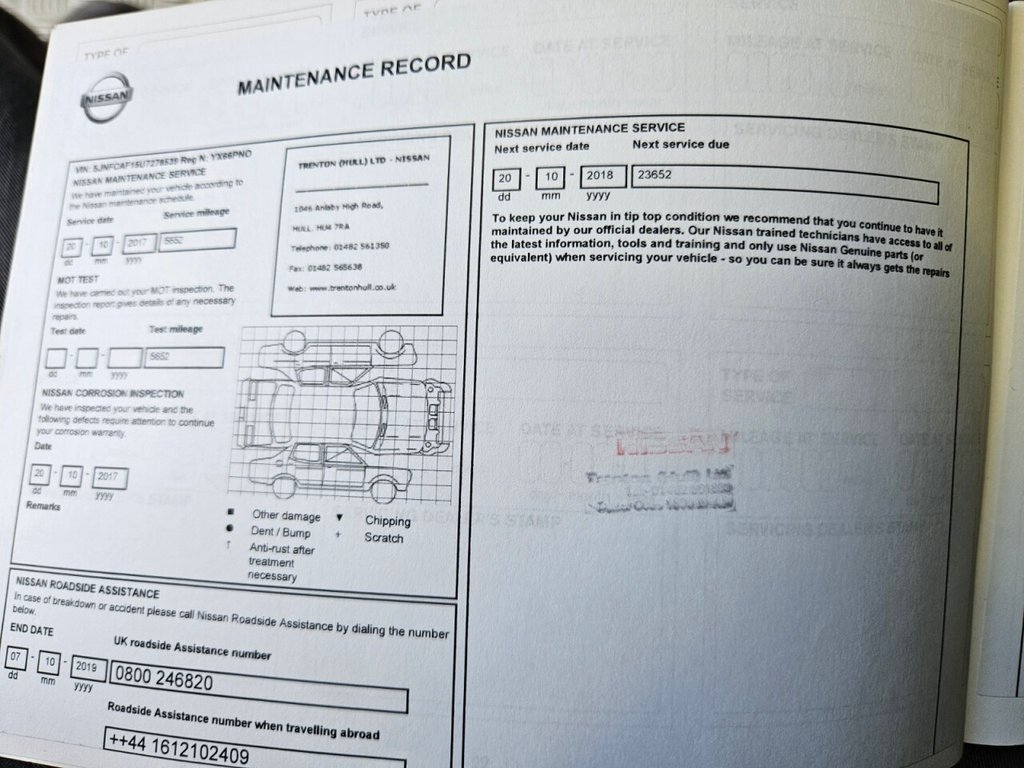 MAINTENANCE RECORD
NISSAN
VIN: SJNFCAF15U7278539 Reg N: YX66PNO
NISSAN MAINTENANCE SERVICE
We have maintained your vehicle according to
the Nissan maintenance schedule.
Service date Service mileage
20 - 10 - 2017 5652
dd mm yyyy
MOT TEST
We have carried out your MOT inspection. The
inspection report gives details of any necessary
repairs.
Test date Test mileage
- - 5652
dd mm yyyy
NISSAN CORROSION INSPECTION
We have inspected your vehicle and the
following defects require attention to continue
your corrosion warranty.
Date
20 - 10 - 2017
dd mm yyyy
Remarks
TRENTON (HULL) LTD - NISSAN
1046 Anlaby High Road,
HULL. HU4 7RA
Telephone: 01482 561350
Fax: 01482 565638
Web: www.trentonhull.co.uk
Other damage
Chipping
Dent / Bump
+ Scratch
Anti-rust after
treatment
necessary
NISSAN ROADSIDE ASSISTANCE
In case of breakdown or accident please call Nissan Roadside Assistance by dialing the number
below.
END DATE UK roadside Assistance number
07 - 10 - 2019 0800 246820
dd mm yyyy
Roadside Assistance number when travelling abroad
++44 1612102409
NISSAN MAINTENANCE SERVICE
Next service date Next service due
20 - 10 - 2018 23652
dd mm yyyy
To keep your Nissan in tip top condition we recommend that you continue to have it
maintained by our official dealers. Our Nissan trained technicians have access to all of
the latest information, tools and training and only use Nissan Genuine parts (or
equivalent) when servicing your vehicle - so you can be sure it always gets the repairs